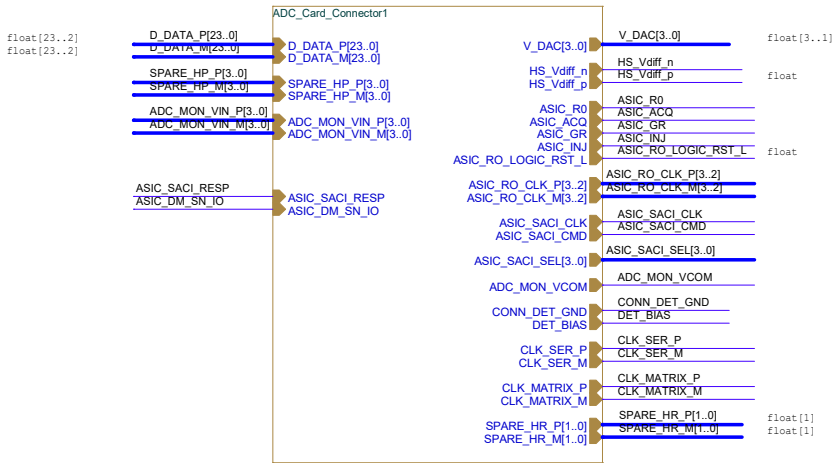 ADC_Card_Connector1
float[23..2]
D_DATA_P[23..0]
D_DATA_P[23..0]
V_DAC[3..0]
V_DAC[3..0]
float[3..1]
float[23..2]
D_DATA_M[23..0]
D_DATA_M[23..0]
HS_Vdiff_n
HS_Vdiff_n
SPARE_HP_P[3..0]
SPARE_HP_P[3..0]
HS_Vdiff_p
HS_Vdiff_p
float
SPARE_HP_M[3..0]
SPARE_HP_M[3..0]
ASIC_R0
ASIC_R0
ADC_MON_VIN_P[3..0]
ADC_MON_VIN_P[3..0]
ASIC_ACQ
ASIC_ACQ
ADC_MON_VIN_M[3..0]
ADC_MON_VIN_M[3..0]
ASIC_GR
ASIC_GR
ASIC_INJ
ASIC_INJ
ASIC_RO_LOGIC_RST_L
ASIC_RO_LOGIC_RST_L
float
ASIC_SACI_RESP
ASIC_SACI_RESP
ASIC_RO_CLK_P[3..2]
ASIC_RO_CLK_P[3..2]
ASIC_DM_SN_IO
ASIC_DM_SN_IO
ASIC_RO_CLK_M[3..2]
ASIC_RO_CLK_M[3..2]
ASIC_SACI_CLK
ASIC_SACI_CLK
ASIC_SACI_CMD
ASIC_SACI_CMD
ASIC_SACI_SEL[3..0]
ASIC_SACI_SEL[3..0]
ADC_MON_VCOM
ADC_MON_VCOM
CONN_DET_GND
CONN_DET_GND
DET_BIAS
DET_BIAS
CLK_SER_P
CLK_SER_P
CLK_SER_M
CLK_SER_M
CLK_MATRIX_P
CLK_MATRIX_P
CLK_MATRIX_M
CLK_MATRIX_M
SPARE_HR_P[1..0]
SPARE_HR_P[1..0]
float[1]
SPARE_HR_M[1..0]
SPARE_HR_M[1..0]
float[1]